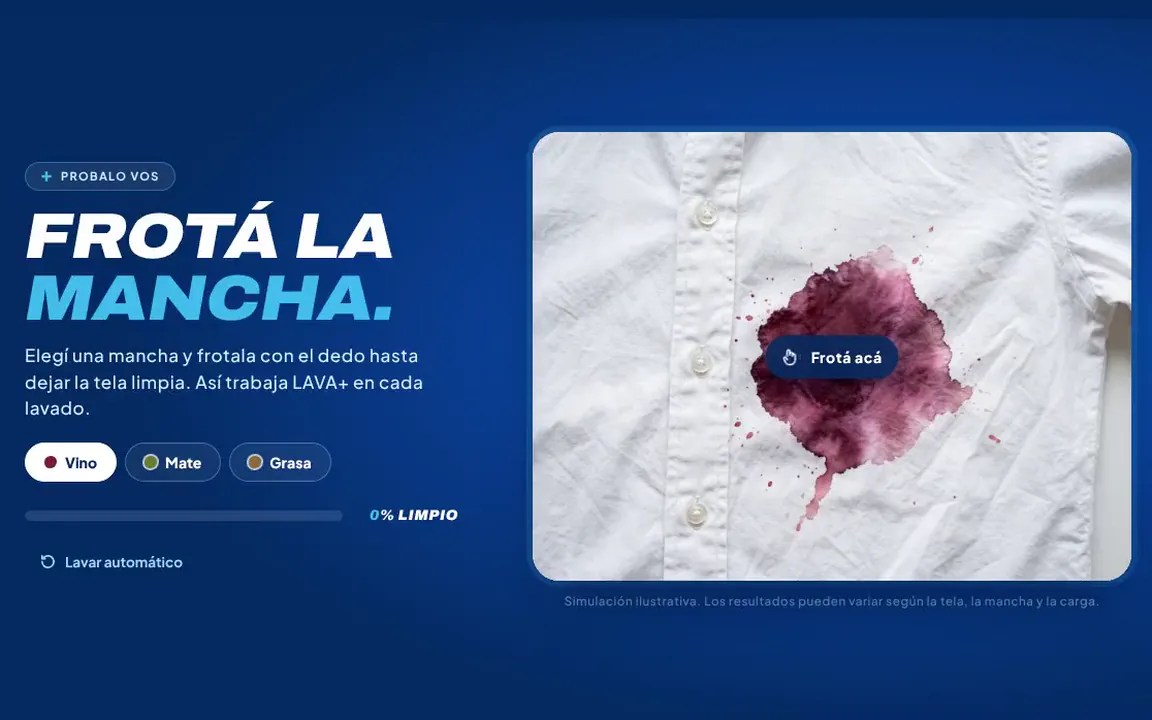 PROBALO VOS
FROTÁ LA
MANCHA.
Elegí una mancha y frotala con el dedo hasta
dejar la tela limpia. Así trabaja LAVA+ en cada
lavado.
Vino
Mate
Grasa
0% LIMPIO
Lavar automático
Frotá acá
Simulación ilustrativa. Los resultados pueden variar según la tela, la mancha y la carga.